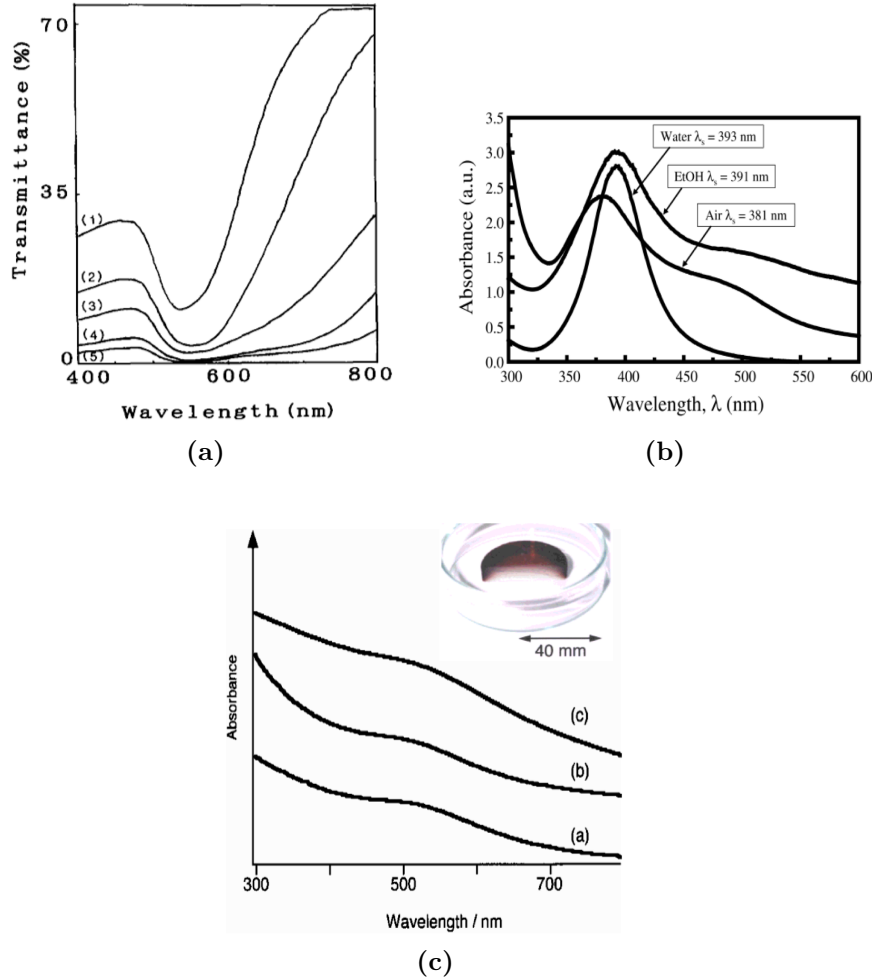 70
35
0
Transmittance (%)
(1)
(2)
(3)
(4)
(5)
400
600
800
Wavelength (nm)
(a)
3.5
3.0
2.5
2.0
1.5
1.0
0.5
0.0
Absorbance (a.u.)
Water λs = 393 nm
EtOH λs = 391 nm
Air λs = 381 nm
300
350
400
450
500
550
600
Wavelength, λ (nm)
(b)
Absorbance
40 mm
(c)
(b)
(a)
300
500
700
Wavelength / nm
(c)